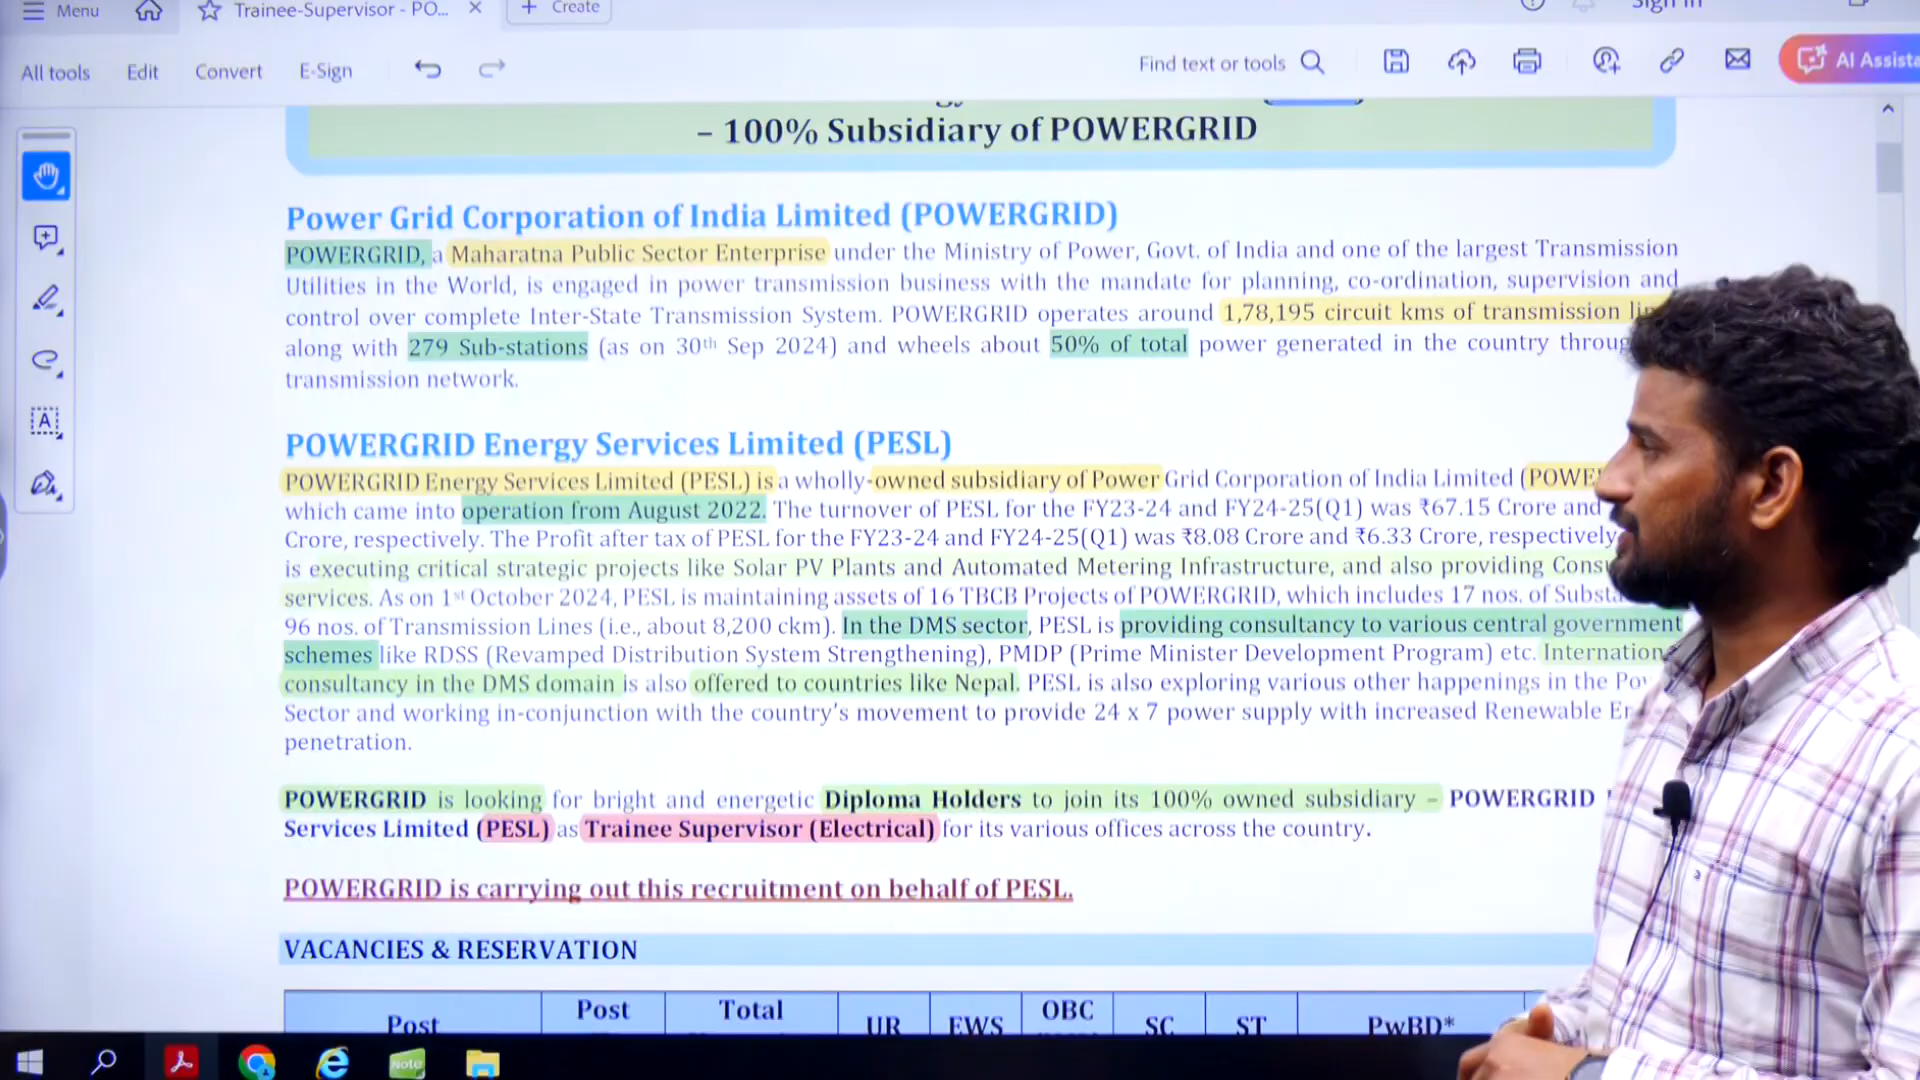 Menu
Trainee-Supervisor - PO...
Create
All tools
Edit
Convert
E-Sign
Find text or tools
AI Assista
– 100% Subsidiary of POWERGRID
Power Grid Corporation of India Limited (POWERGRID)
POWERGRID, a Maharatna Public Sector Enterprise under the Ministry of Power, Govt. of India and one of the largest Transmission
Utilities in the World, is engaged in power transmission business with the mandate for planning, co-ordination, supervision and
control over complete Inter-State Transmission System. POWERGRID operates around 1,78,195 circuit kms of transmission lin
along with 279 Sub-stations (as on 30th Sep 2024) and wheels about 50% of total power generated in the country throug
transmission network.
POWERGRID Energy Services Limited (PESL)
POWERGRID Energy Services Limited (PESL) is a wholly-owned subsidiary of Power Grid Corporation of India Limited (POWE
which came into operation from August 2022. The turnover of PESL for the FY23-24 and FY24-25(Q1) was ₹67.15 Crore and
Crore, respectively. The Profit after tax of PESL for the FY23-24 and FY24-25(Q1) was ₹8.08 Crore and ₹6.33 Crore, respectively
is executing critical strategic projects like Solar PV Plants and Automated Metering Infrastructure, and also providing Consu
services. As on 1st October 2024, PESL is maintaining assets of 16 TBCB Projects of POWERGRID, which includes 17 nos. of Substa
96 nos. of Transmission Lines (i.e., about 8,200 ckm). In the DMS sector, PESL is providing consultancy to various central government
schemes like RDSS (Revamped Distribution System Strengthening), PMDP (Prime Minister Development Program) etc. Internation
consultancy in the DMS domain is also offered to countries like Nepal. PESL is also exploring various other happenings in the Pow
Sector and working in-conjunction with the country's movement to provide 24 x 7 power supply with increased Renewable En
penetration.
POWERGRID is looking for bright and energetic Diploma Holders to join its 100% owned subsidiary – POWERGRID
Services Limited (PESL) as Trainee Supervisor (Electrical) for its various offices across the country.
POWERGRID is carrying out this recruitment on behalf of PESL.
VACANCIES & RESERVATION
Post
Post
Total
UR
EWS
OBC
SC
ST
PwBD*
Note